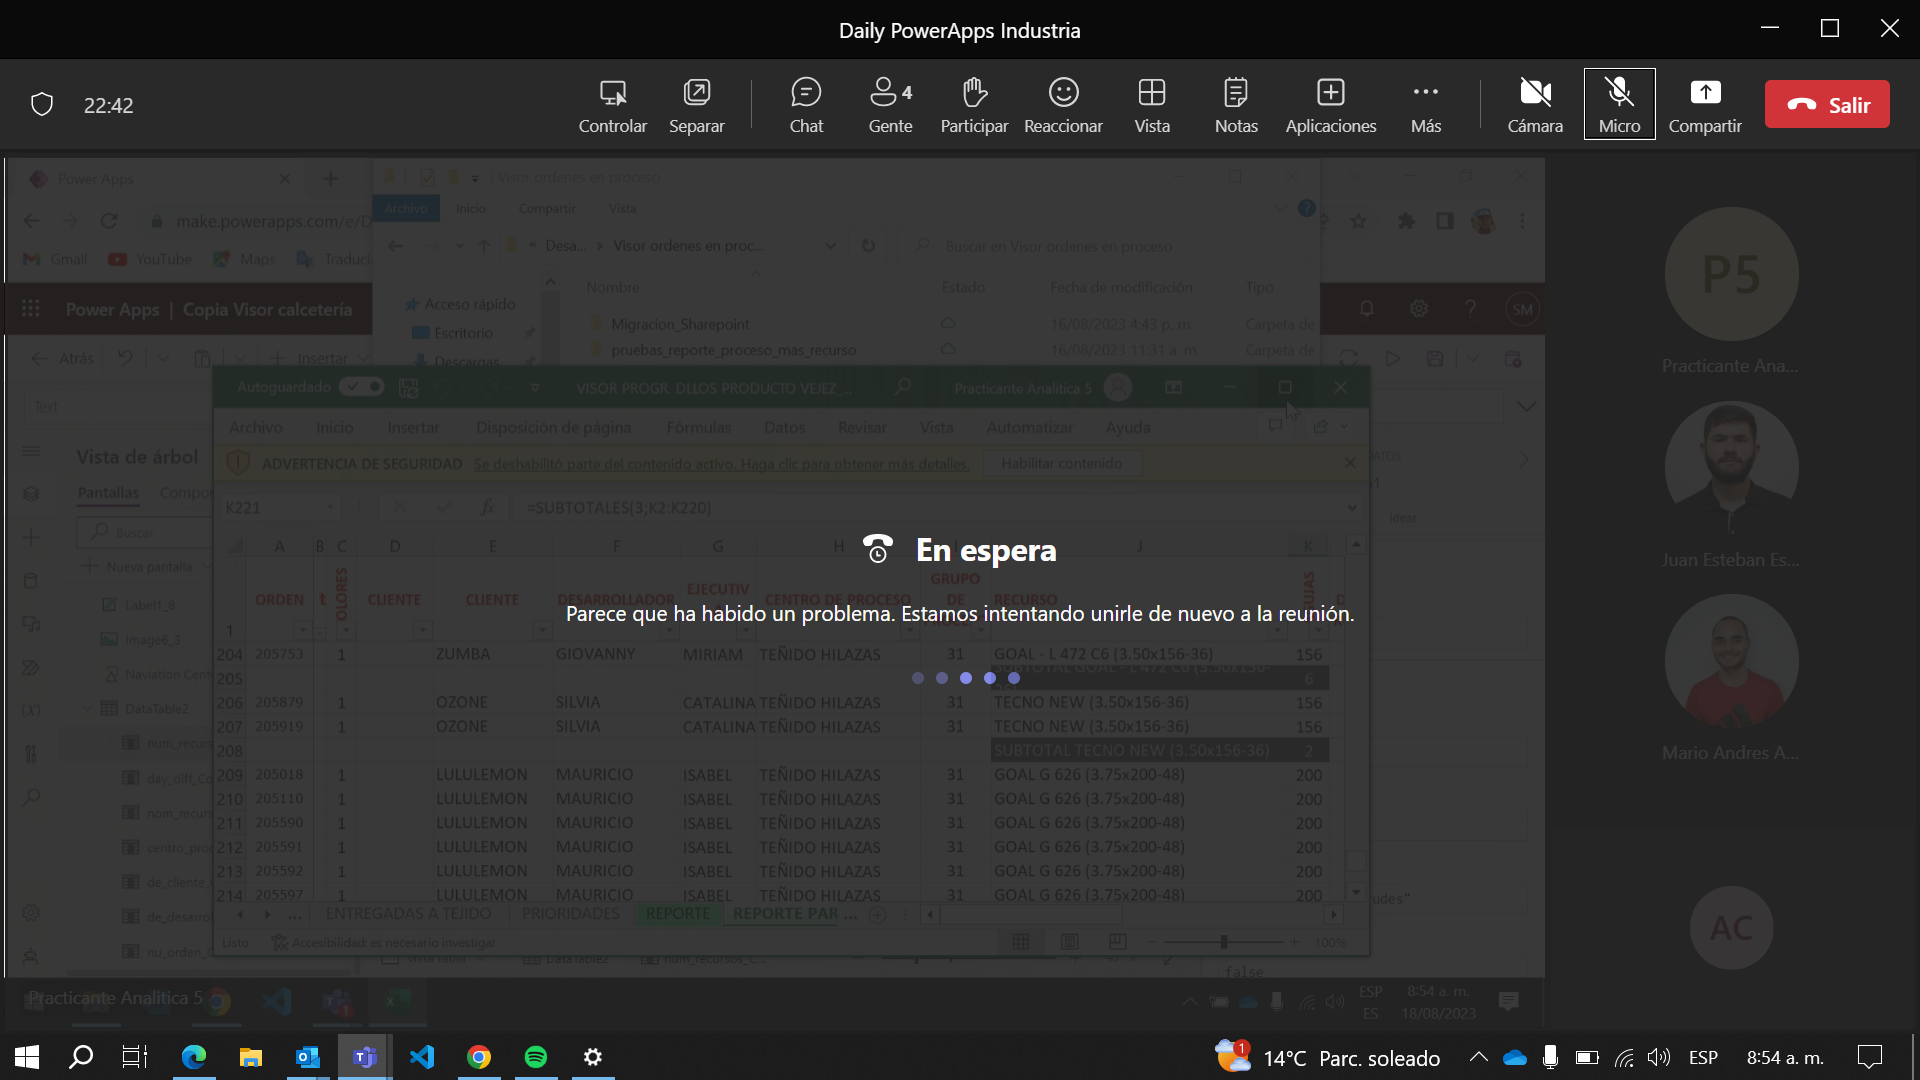 Daily PowerApps Industria
22:42
Controlar
Separar
Chat
4
Gente
Participar
Reaccionar
Vista
Notas
Aplicaciones
Más
Cámara
Micro
Compartir
Salir
Power Apps
Visor ordenes en proceso
Archivo Inicio Compartir Vista
make.powerapps.com/e/D
Desa... Visor ordenes en proc...
Buscar en Visor ordenes en proceso
Gmail YouTube Maps Traduci
Nombre Estado Fecha de modificación Tipo
Power Apps | Copia Visor calcetería
Acceso rápido
Escritorio
Descargas
Migracion_Sharepoint 16/08/2023 4:43 p. m. Carpeta de
pruebas_reporte_proceso_mas_recurso 16/08/2023 11:31 a. m. Carpeta de
SM
Atrás Insertar
Text
Autoguardado
VISOR PROGR. DLLOS PRODUCTO VEJEZ ...
Practicante Analitica 5
Archivo Inicio Insertar Disposición de página Fórmulas Datos Revisar Vista Automatizar Ayuda
ADVERTENCIA DE SEGURIDAD Se deshabilitó parte del contenido activo. Haga clic para obtener más detalles. Habilitar contenido
Vista de árbol
Pantallas Compo
Buscar
Nueva pantalla
Label1_8
Image6_3
Naviation Cent
DataTable2
num_recurs
day_diff_Co
nom_recurs
centro_pro
de_cliente_
de_desarrol
nu_orden_
K221 fx =SUBTOTALES(3;K2:K220)
A B C D E F G H J K
ORDEN t OLORES CLIENTE CLIENTE DESARROLLADOR EJECUTIV CENTRO DE PROCESO GRUPO DE RECURSO UJAS D
1
204 205753 1 ZUMBA GIOVANNY MIRIAM TEÑIDO HILAZAS 31 GOAL - L 472 C6 (3.50x156-36) 156
205 6
206 205879 1 OZONE SILVIA CATALINA TEÑIDO HILAZAS 31 TECNO NEW (3.50x156-36) 156
207 205919 1 OZONE SILVIA CATALINA TEÑIDO HILAZAS 31 TECNO NEW (3.50x156-36) 156
208 SUBTOTAL TECNO NEW (3.50x156-36) 2
209 205018 1 LULULEMON MAURICIO ISABEL TEÑIDO HILAZAS 31 GOAL G 626 (3.75x200-48) 200
210 205110 1 LULULEMON MAURICIO ISABEL TEÑIDO HILAZAS 31 GOAL G 626 (3.75x200-48) 200
211 205590 1 LULULEMON MAURICIO ISABEL TEÑIDO HILAZAS 31 GOAL G 626 (3.75x200-48) 200
212 205591 1 LULULEMON MAURICIO ISABEL TEÑIDO HILAZAS 31 GOAL G 626 (3.75x200-48) 200
213 205592 1 LULULEMON MAURICIO ISABEL TEÑIDO HILAZAS 31 GOAL G 626 (3.75x200-48) 200
214 205597 1 LULULEMON MAURICIO ISABEL TEÑIDO HILAZAS 31 GOAL G 626 (3.75x200-48) 200
... ENTREGADAS A TEJIDO PRIORIDADES REPORTE REPORTE PAR ...
Listo Accesibilidad: es necesario investigar 100%
DataTable2
false
udes"
En espera
Parece que ha habido un problema. Estamos intentando unirle de nuevo a la reunión.
P5
Practicante Ana...
Juan Esteban Es...
Mario Andres A...
AC
Practicante Analitica 5
ESP
ES
8:54 a. m.
18/08/2023
1
14°C Parc. soleado
ESP
8:54 a. m.